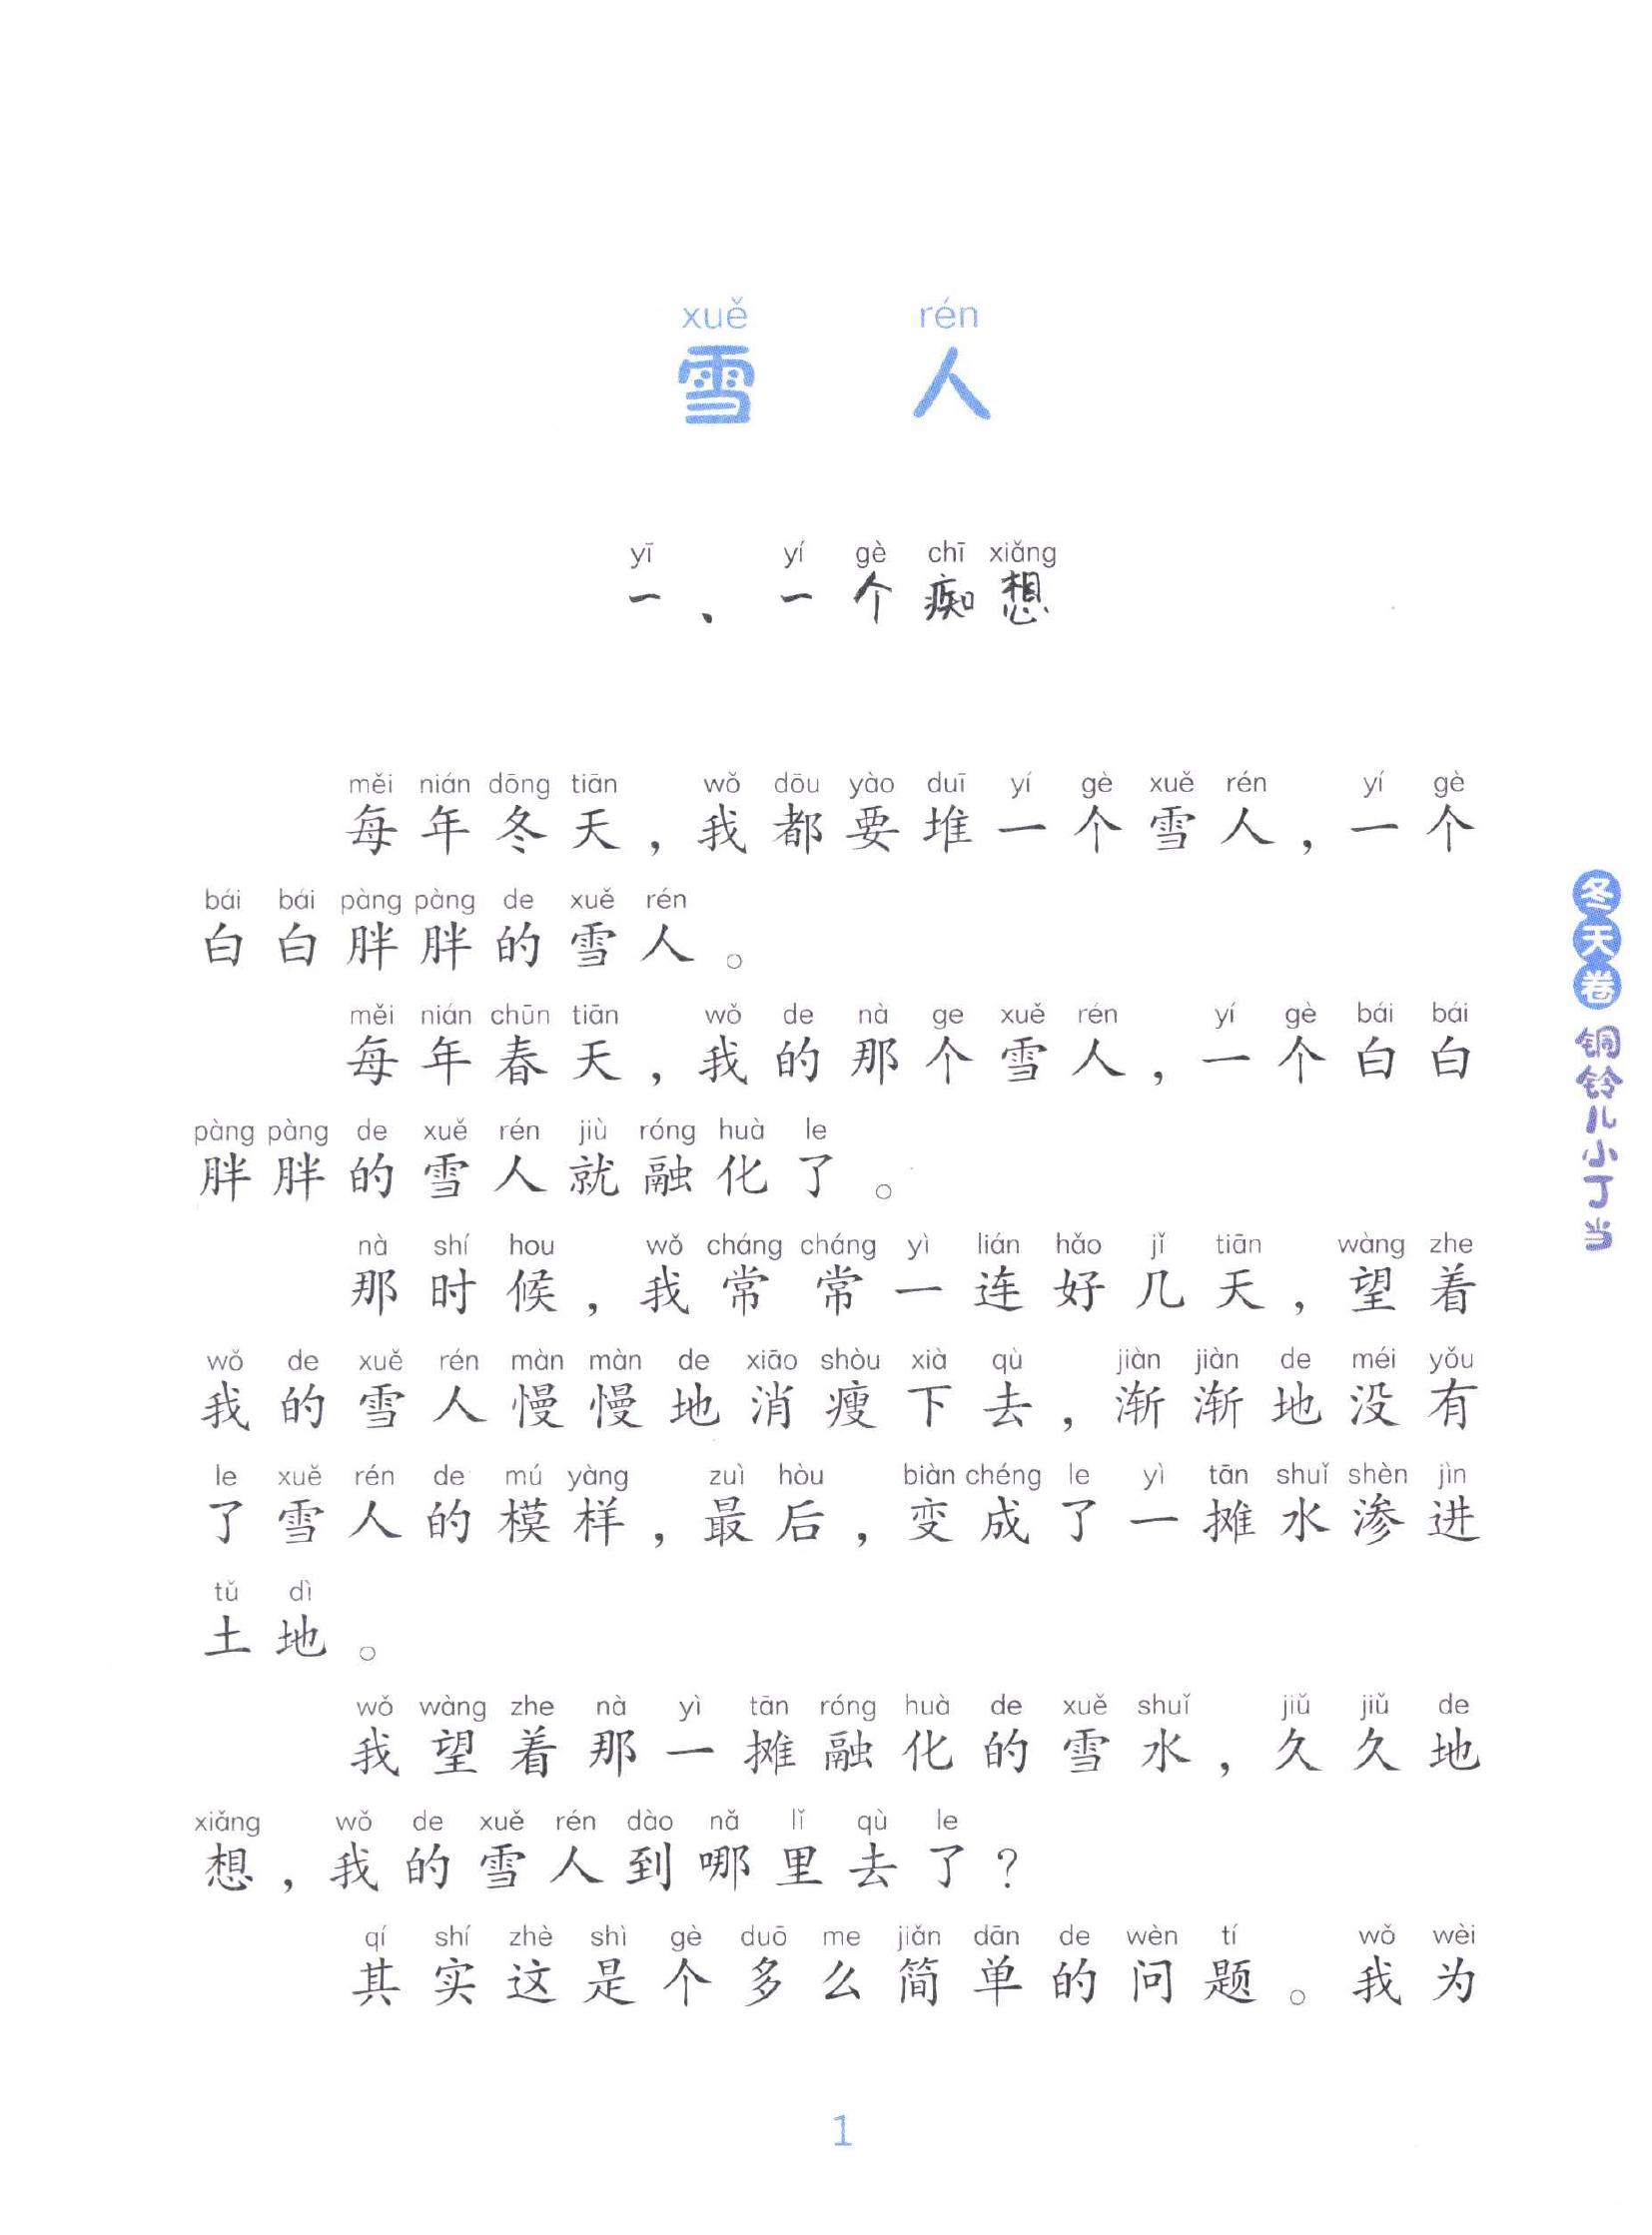 xuě rén
雪人
yī yí gè chī xiǎng
一、一个痴想
měi nián dōng tiān wǒ dōu yào duī yí gè xuě rén yí gè
每年冬天，我都要堆一个雪人，一个
bái bái pàng pàng de xuě rén
白白胖胖的雪人。
měi nián chūn tiān wǒ de nà ge xuě rén yí gè bái bái
每年春天，我的那个雪人，一个白白
pàng pàng de xuě rén jiù róng huà le
胖胖的雪人就融化了。
nà shí hou wǒ cháng cháng yì lián hǎo jǐ tiān wàng zhe
那时候，我常常一连好几天，望着
wǒ de xuě rén màn màn de xiāo shòu xià qù jiàn jiàn de méi yǒu
我的雪人慢慢地消瘦下去，渐渐地没有
le xuě rén de mú yàng zuì hòu biàn chéng le yì tān shuǐ shèn jìn
了雪人的模样，最后，变成了一摊水渗进
tǔ dì
土地。
wǒ wàng zhe nà yì tān róng huà de xuě shuǐ jiǔ jiǔ de
我望着那一摊融化的雪水，久久地
xiǎng wǒ de xuě rén dào nǎ lǐ qù le
想，我的雪人到哪里去了？
qí shí zhè shì gè duō me jiǎn dān de wèn tí wǒ wèi
其实这是个多么简单的问题。我为
冬天卷 铜铃儿小丁当
1